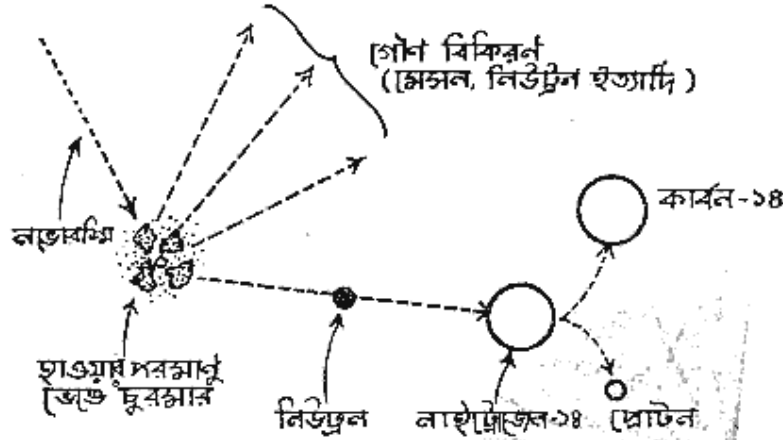 গৌণ বিকিরণ
(মেসন, নিউট্রন ইত্যাদি)
কার্বন-১৪
নভোরশ্মি
হাওয়ার পরমাণু
ভেঙে চুরমার
নিউট্রন
নাইট্রোজেন-১৪
প্রোটন